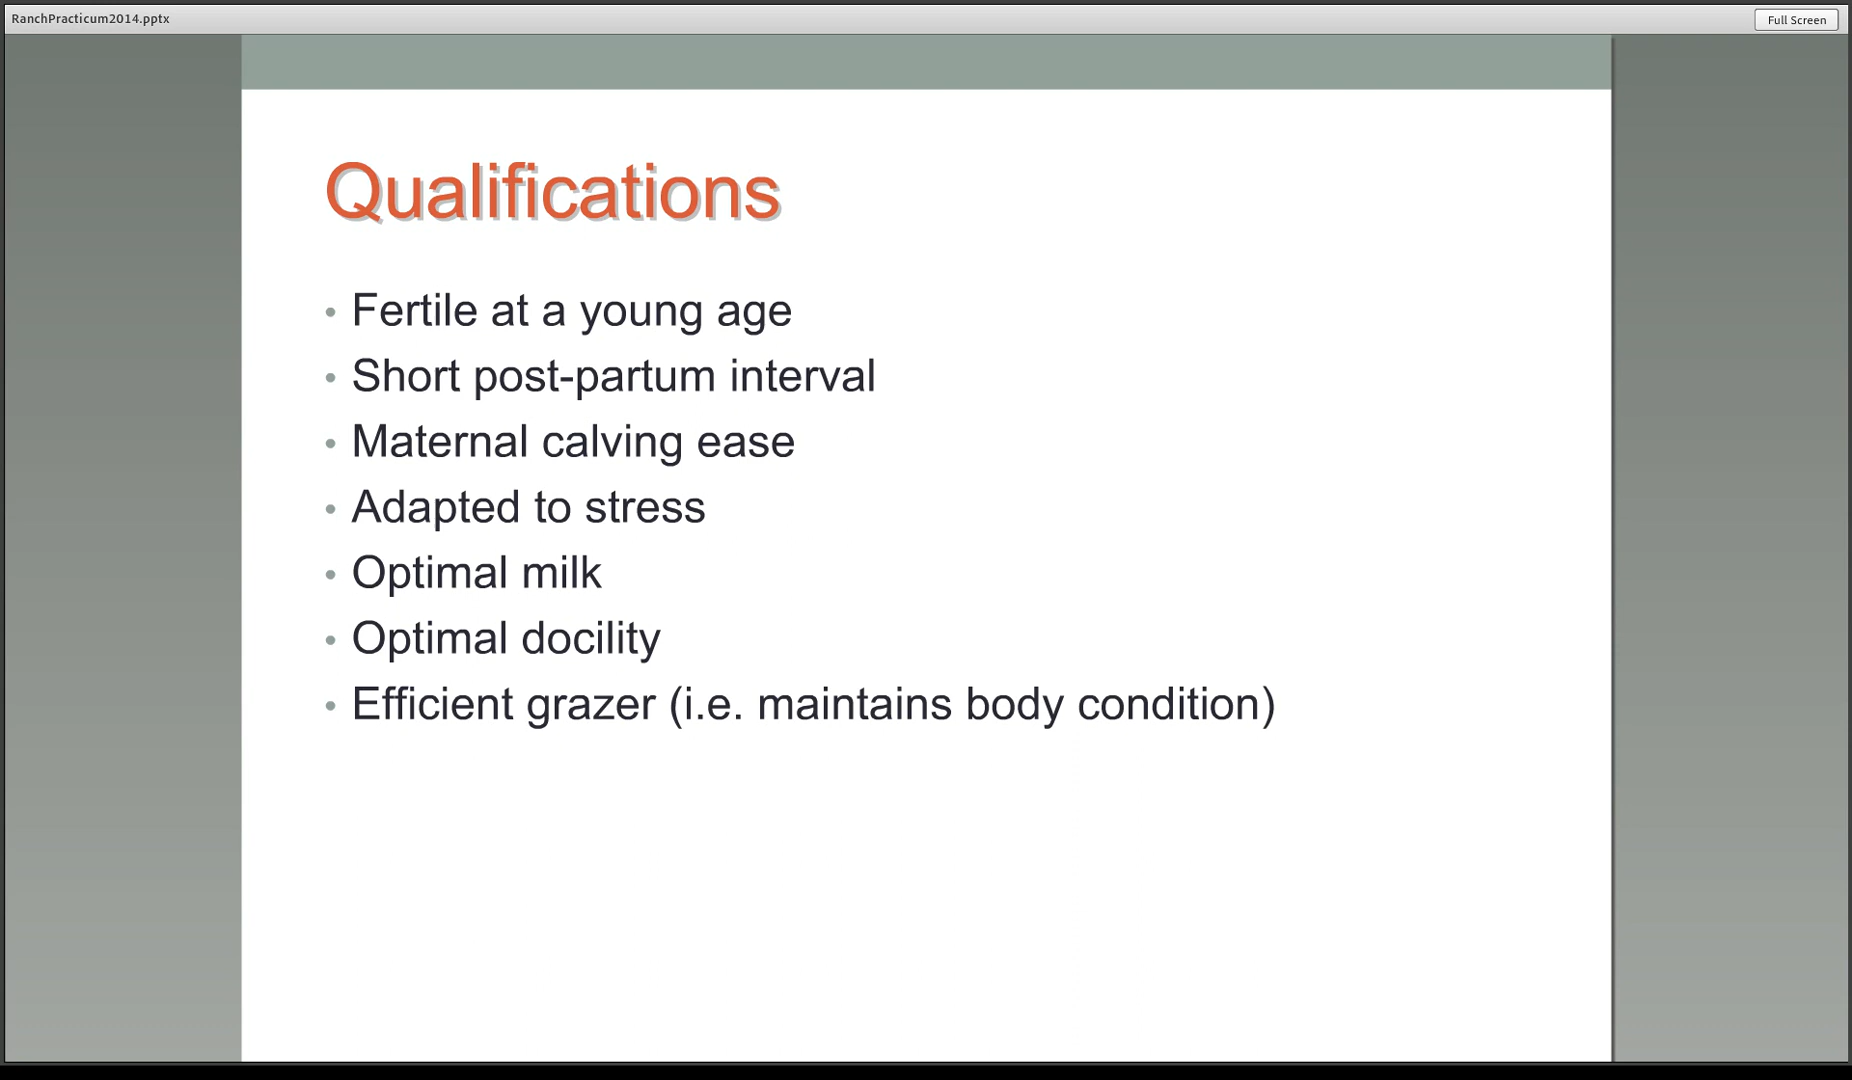 RanchPracticum2014.pptx
Full Screen
Qualifications
• Fertile at a young age
• Short post-partum interval
• Maternal calving ease
• Adapted to stress
• Optimal milk
• Optimal docility
• Efficient grazer (i.e. maintains body condition)